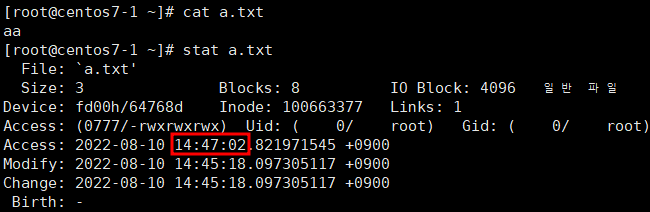 [root@centos7-1 ~]# cat a.txt
aa
[root@centos7-1 ~]# stat a.txt
  File: `a.txt'
  Size: 3         	Blocks: 8          IO Block: 4096   일반 파일
Device: fd00h/64768d	Inode: 100663377   Links: 1
Access: (0777/-rwxrwxrwx)  Uid: (    0/    root)   Gid: (    0/    root)
Access: 2022-08-10 14:47:02.821971545 +0900
Modify: 2022-08-10 14:45:18.097305117 +0900
Change: 2022-08-10 14:45:18.097305117 +0900
 Birth: -